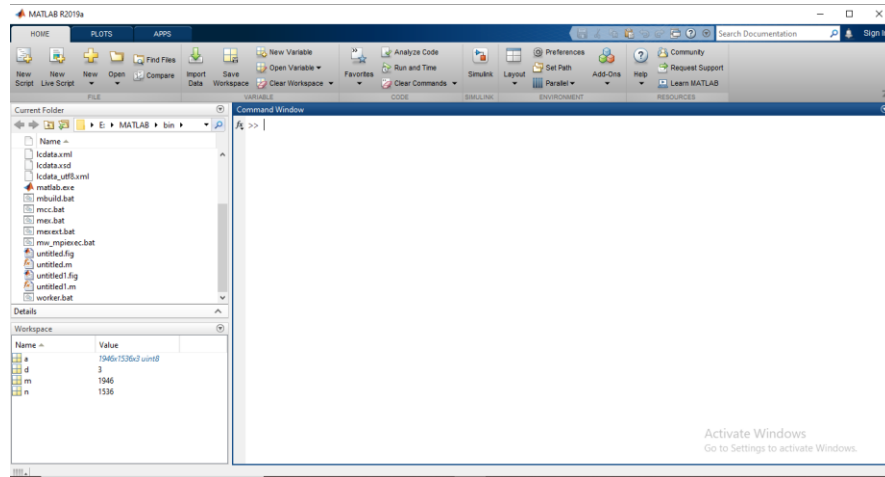 MATLAB R2019a
HOME PLOTS APPS
Search Documentation
Sign In
New Script
New Live Script
New
Open
Find Files
Compare
FILE
Import Data
Save Workspace
New Variable
Open Variable
Clear Workspace
VARIABLE
Favorites
Analyze Code
Run and Time
Clear Commands
CODE
Simulink
SIMULINK
Layout
Preferences
Set Path
Parallel
Add-Ons
ENVIRONMENT
Help
Community
Request Support
Learn MATLAB
RESOURCES
Current Folder
E: MATLAB bin
Name
lcdata.xml
lcdata.xsd
lcdata_utf8.xml
matlab.exe
mbuild.bat
mcc.bat
mex.bat
mexext.bat
mw_mpiexec.bat
untitled.fig
untitled.m
untitled1.fig
untitled1.m
worker.bat
Details
Workspace
Name Value
a 1946x1536x3 uint8
d 3
m 1946
n 1536
Command Window
fx >>
Activate Windows
Go to Settings to activate Windows.